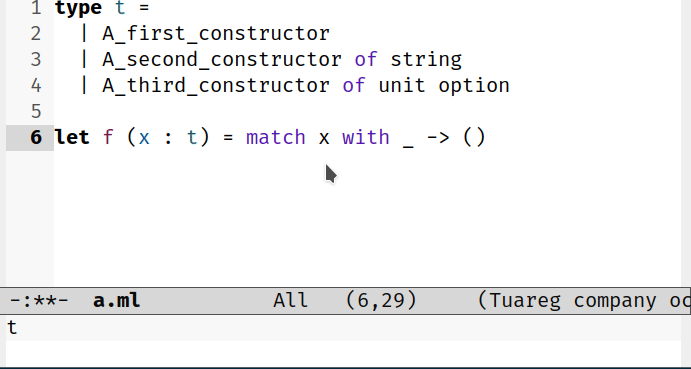 1 type t =
2   | A_first_constructor
3   | A_second_constructor of string
4   | A_third_constructor of unit option
5
6 let f (x : t) = match x with _ -> ()
-:**-  a.ml           All   (6,29)     (Tuareg company oc
t